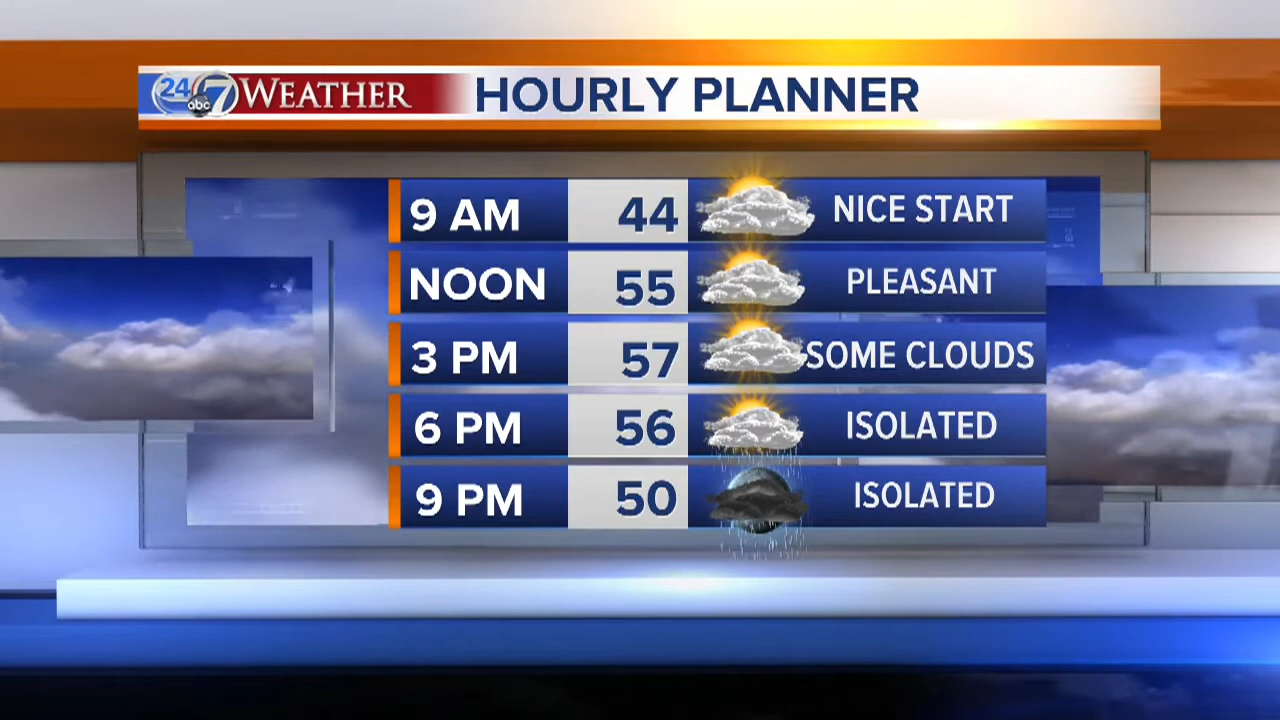 24 abc 7 WEATHER HOURLY PLANNER
9 AM 44 NICE START
NOON 55 PLEASANT
3 PM 57 SOME CLOUDS
6 PM 56 ISOLATED
9 PM 50 ISOLATED